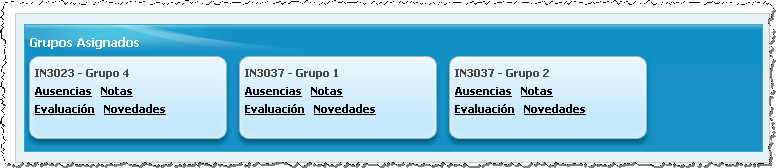 Grupos Asignados
IN3023 - Grupo 4
Ausencias Notas
Evaluación Novedades
IN3037 - Grupo 1
Ausencias Notas
Evaluación Novedades
IN3037 - Grupo 2
Ausencias Notas
Evaluación Novedades